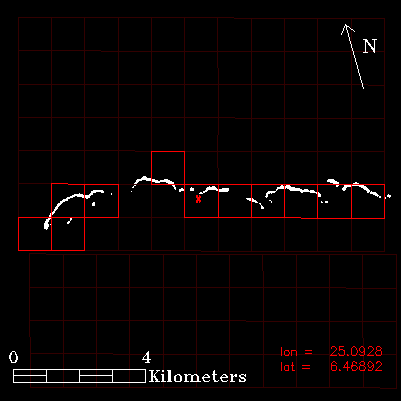 N
x
0 4
Kilometers
lon = 25.0928
lat = 6.46892